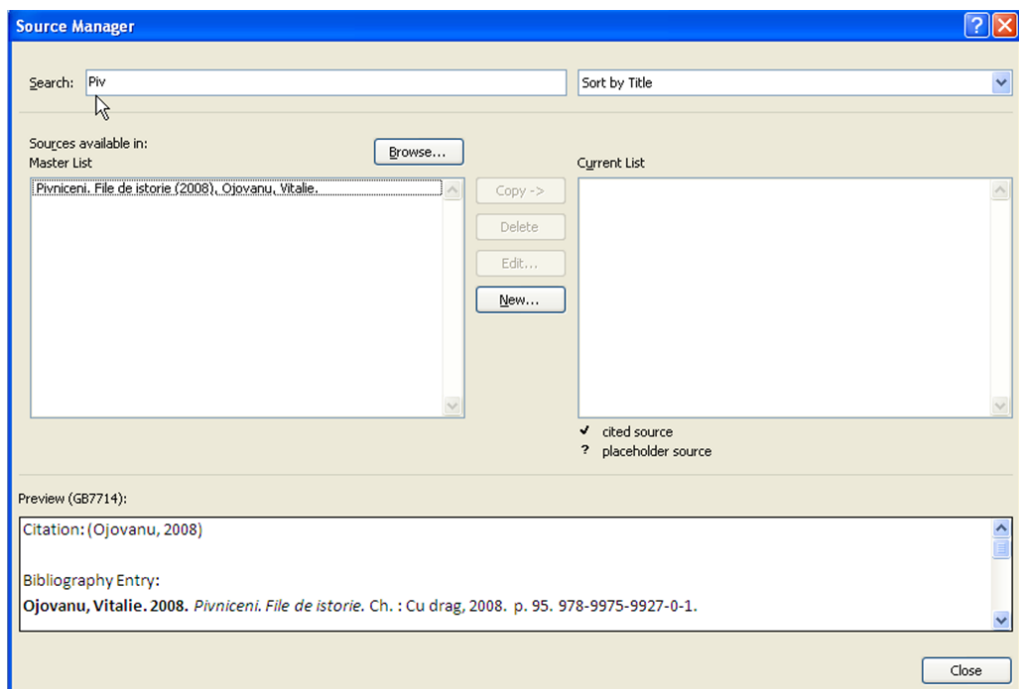 Source Manager
Search: Piv
Sort by Title
Sources available in:
Master List
Browse...
Current List
Pivniceni. File de istorie (2008), Ojovanu, Vitalie.
Copy ->
Delete
Edit...
New...
cited source
? placeholder source
Preview (GB7714):
Citation: (Ojovanu, 2008)
Bibliography Entry:
Ojovanu, Vitalie. 2008. Pivniceni. File de istorie. Ch. : Cu drag, 2008. p. 95. 978-9975-9927-0-1.
Close